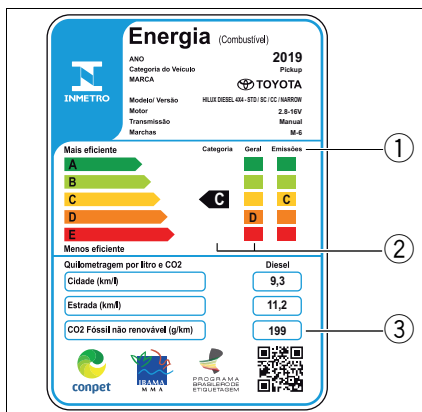 Energia (Combustível)
ANO 2019
Categoria do Veículo Pickup
MARCA TOYOTA
INMETRO
Modelo/ Versão HILUX DIESEL 4X4 - STD / SC / CC / NARROW
Motor 2.8-16V
Transmissão Manual
Marchas M-6
Mais eficiente Categoria Geral Emissões 1
A
B
C C C
D D
E
Menos eficiente 2
Quilometragem por litro e CO2 Diesel
Cidade (km/l) 9,3
Estrada (km/l) 11,2
CO2 Fóssil não renovável (g/km) 199 3
conpet
IBAMA
M M A
PROGRAMA
BRASILEIRO DE
ETIQUETAGEM